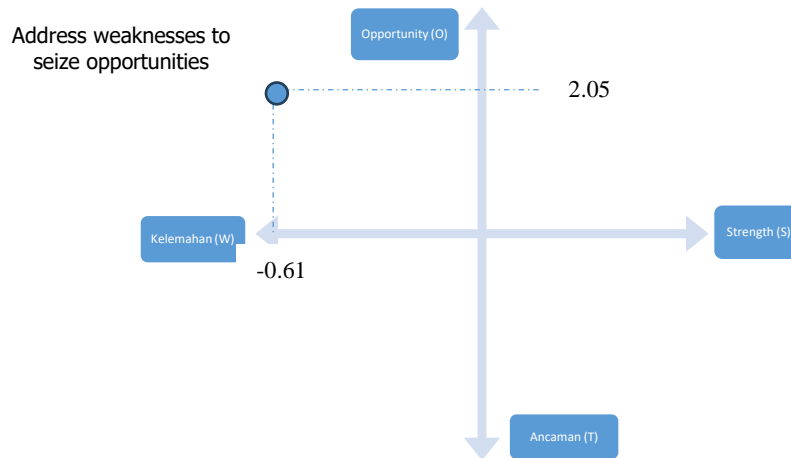 Opportunity (O)
Address weaknesses to
seize opportunities
2.05
Kelemahan (W)
Strength (S)
-0.61
Ancaman (T)